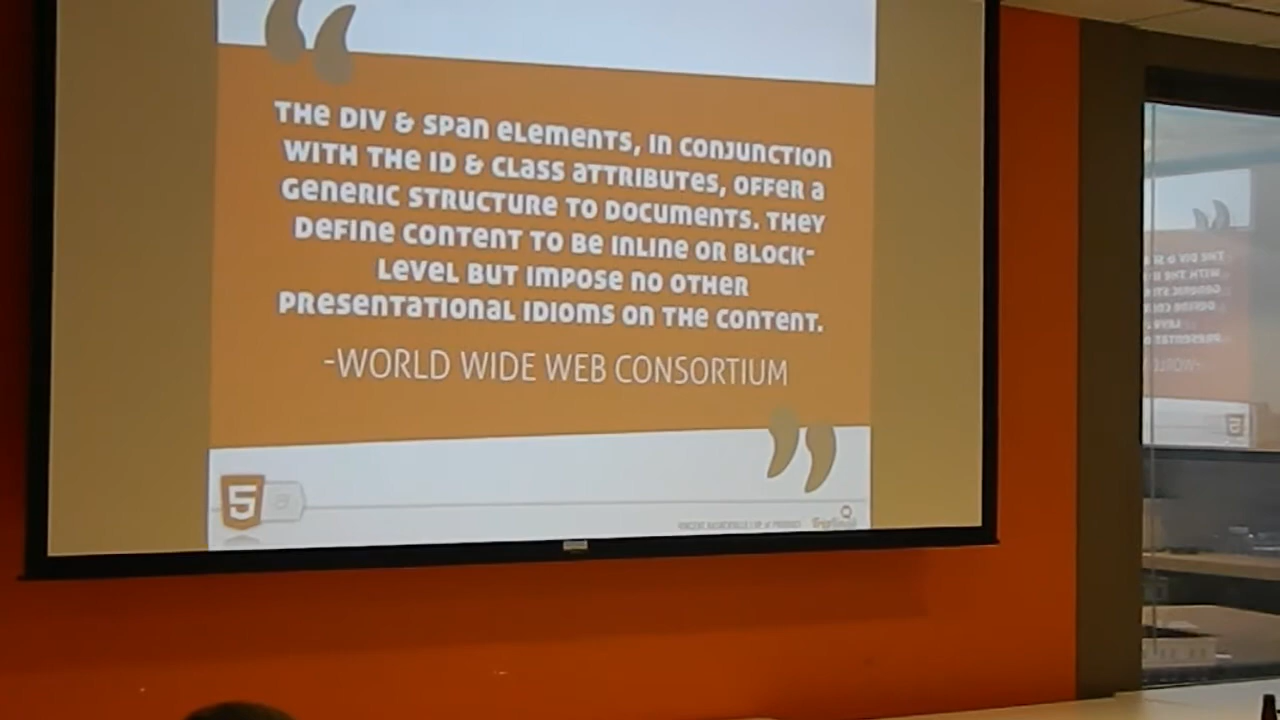 THE DIV & SPAN ELEMENTS, IN CONJUNCTION
WITH THE ID & CLASS ATTRIBUTES, OFFER A
GENERIC STRUCTURE TO DOCUMENTS. THEY
DEFINE CONTENT TO BE INLINE OR BLOCK-
LEVEL BUT IMPOSE NO OTHER
PRESENTATIONAL IDIOMS ON THE CONTENT.
-WORLD WIDE WEB CONSORTIUM
5